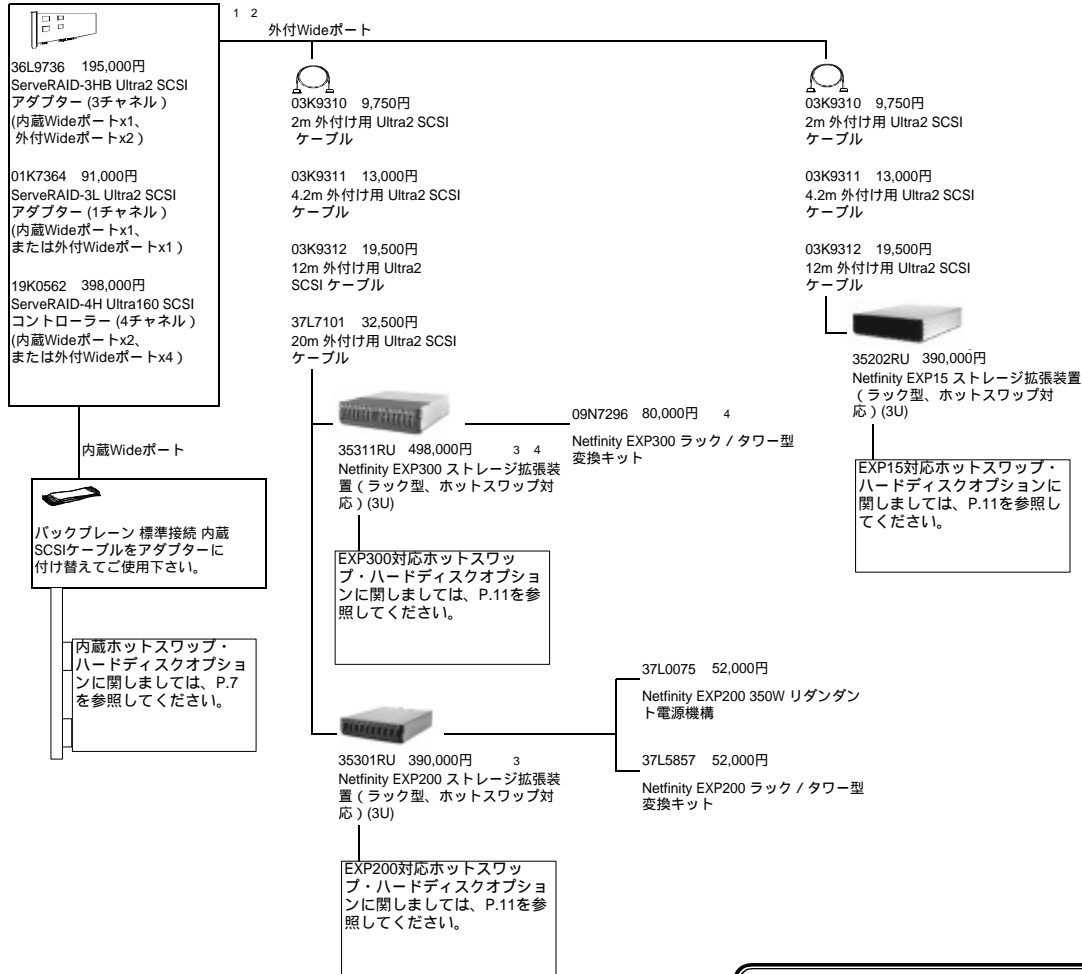 1 2
外付Wideポート
36L9736 195,000円
ServeRAID-3HB Ultra2 SCSI
アダプター (3チャネル)
(内蔵Wideポートx1、
外付Wideポートx2)
01K7364 91,000円
ServeRAID-3L Ultra2 SCSI
アダプター (1チャネル)
(内蔵Wideポートx1、
または外付Wideポートx1)
19K0562 398,000円
ServeRAID-4H Ultra160 SCSI
コントローラー (4チャネル)
(内蔵Wideポートx2、
または外付Wideポートx4)
内蔵Wideポート
バックプレーン 標準接続 内蔵
SCSIケーブルをアダプターに
付け替えてご使用下さい。
内蔵ホットスワップ・
ハードディスクオプショ
ンに関しましては、P.7
を参照してください。
03K9310 9,750円
2m 外付け用 Ultra2 SCSI
ケーブル
03K9311 13,000円
4.2m 外付け用 Ultra2 SCSI
ケーブル
03K9312 19,500円
12m 外付け用 Ultra2
SCSI ケーブル
37L7101 32,500円
20m 外付け用 Ultra2 SCSI
ケーブル
35311RU 498,000円 3 4
Netfinity EXP300 ストレージ拡張装
置(ラック型、ホットスワップ対
応)(3U)
09N7296 80,000円 4
Netfinity EXP300 ラック / タワー型
変換キット
EXP300対応ホットスワッ
プ・ハードディスクオプショ
ンに関しましては、P.11を参
照してください。
35301RU 390,000円 3
Netfinity EXP200 ストレージ拡張装
置(ラック型、ホットスワップ対
応)(3U)
37L0075 52,000円
Netfinity EXP200 350W リダンダン
ト電源機構
37L5857 52,000円
Netfinity EXP200 ラック / タワー型
変換キット
EXP200対応ホットスワッ
プ・ハードディスクオプショ
ンに関しましては、P.11を参
照してください。
03K9310 9,750円
2m 外付け用 Ultra2 SCSI
ケーブル
03K9311 13,000円
4.2m 外付け用 Ultra2 SCSI
ケーブル
03K9312 19,500円
12m 外付け用 Ultra2 SCSI
ケーブル
35202RU 390,000円
Netfinity EXP15 ストレージ拡張装置
(ラック型、ホットスワップ対
応)(3U)
EXP15対応ホットスワップ・
ハードディスクオプションに
関しましては、P.11を参照し
てください。